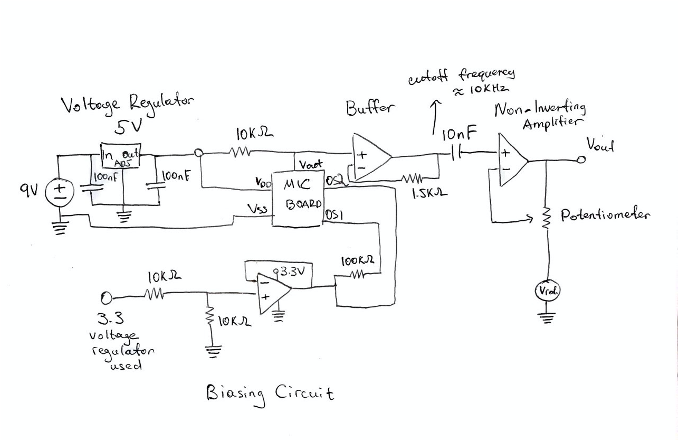 cutoff frequency
≈ 10KHz
Voltage Regulator
5V
Buffer
Non-Inverting
Amplifier
10KΩ
10nF
Vout
In Out
A05
100nF
100nF
9V
+
-
Vout
VDD
OS2
MIC
BOARD
VSS
OS1
+
-
1.5KΩ
+
-
Potentiometer
100KΩ
10KΩ
3.3V
-
+
10KΩ
3.3
voltage
regulator
used
Biasing Circuit